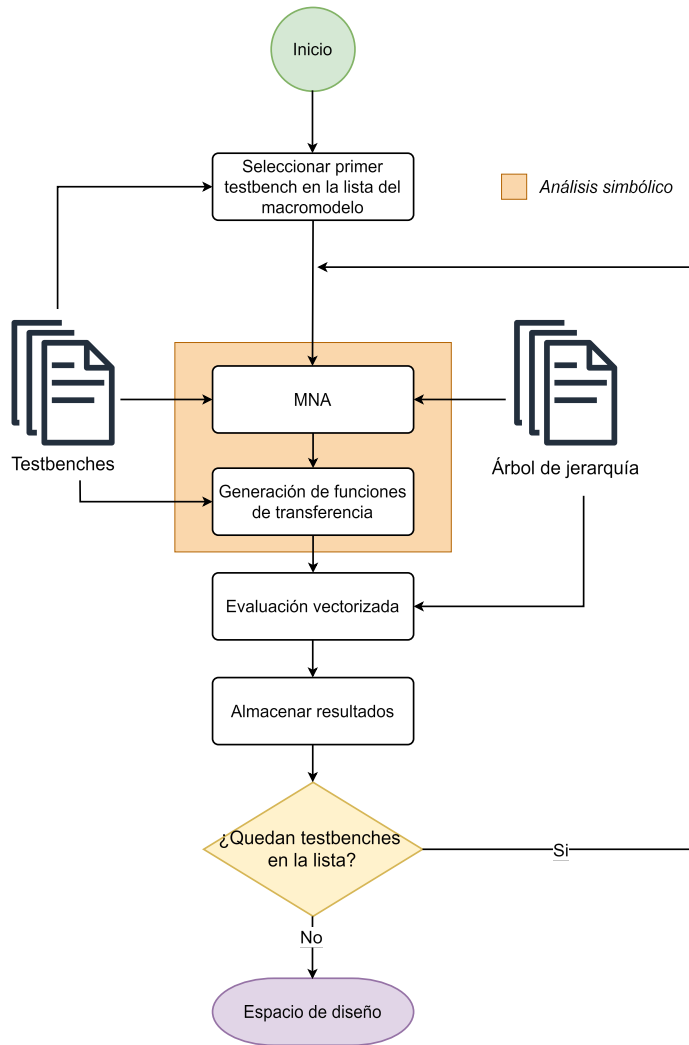 Inicio
Seleccionar primer
testbench en la lista del
macromodelo
Análisis simbólico
MNA
Testbenches
Árbol de jerarquía
Generación de funciones
de transferencia
Evaluación vectorizada
Almacenar resultados
¿Quedan testbenches
en la lista?
Si
No
Espacio de diseño